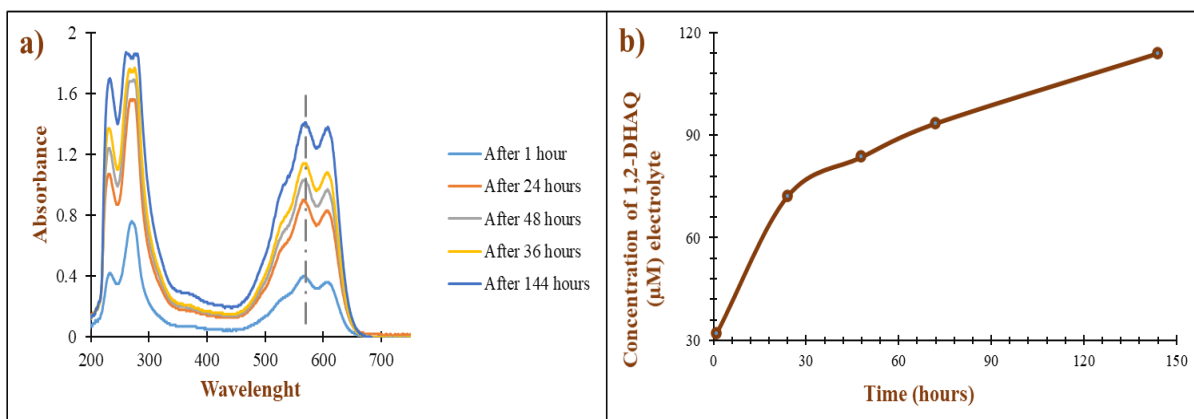 a)
2
1.6
1.2
0.8
0.4
0
Absorbance
200 300 400 500 600 700
Wavelenght
After 1 hour
After 24 hours
After 48 hours
After 36 hours
After 144 hours
b)
120
90
60
30
Concentration of 1,2-DHAQ
(µM) electrolyte
0 30 60 90 120 150
Time (hours)